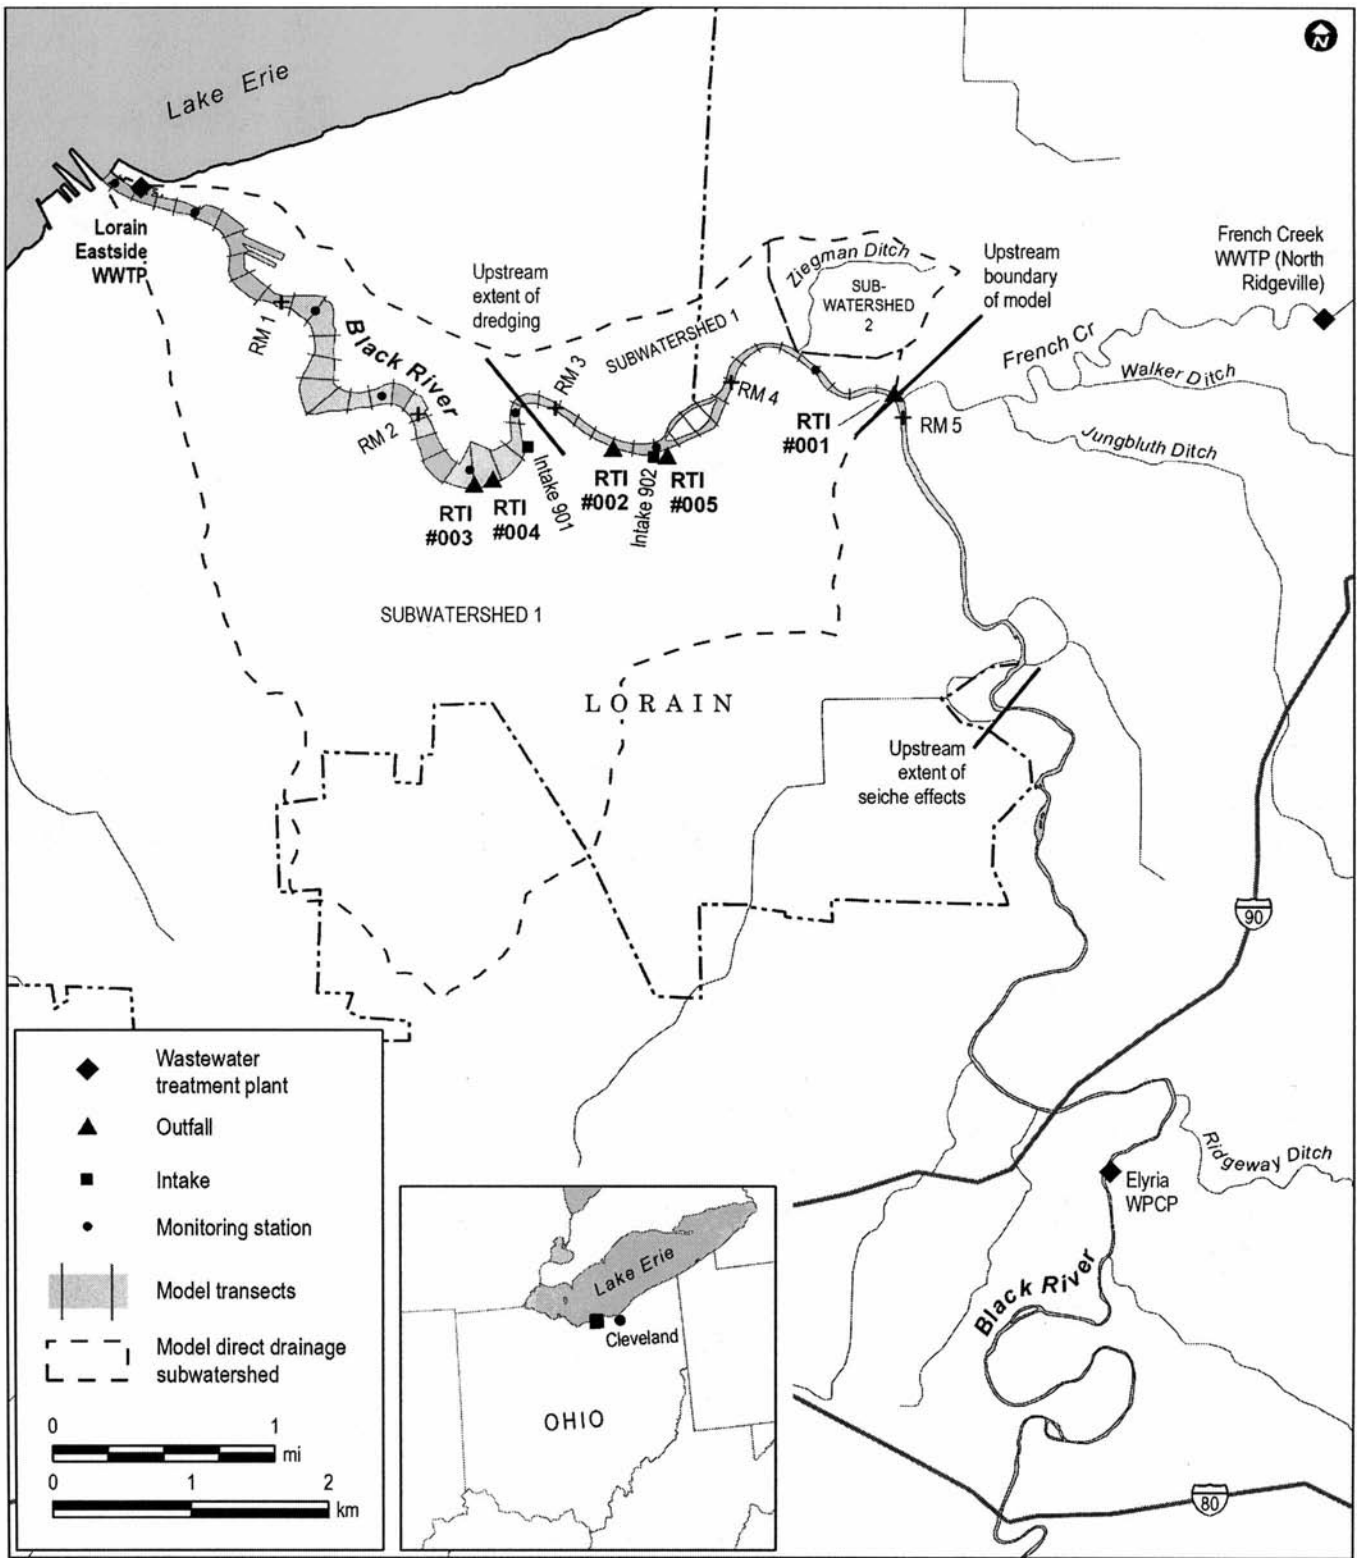 N
Lake Erie
Lorain
Eastside
WWTP
RM 1
Black River
RM 2
Upstream
extent of
dredging
RM 3
SUBWATERSHED 1
Ziegman Ditch
SUB-
WATERSHED
2
Upstream
boundary
of model
French Creek
WWTP (North
Ridgeville)
French Cr
Walker Ditch
Jungbluth Ditch
RM 4
RM 5
RTI
#001
RTI
#002
Intake 902
RTI
#005
Intake 901
RTI
#004
RTI
#003
SUBWATERSHED 1
LORAIN
Upstream
extent of
seiche effects
90
Ridgeway Ditch
Elyria
WPCP
Black River
80
Wastewater
treatment plant
Outfall
Intake
Monitoring station
Model transects
Model direct drainage
subwatershed
0 1
mi
0 1 2
km
Lake Erie
Cleveland
OHIO